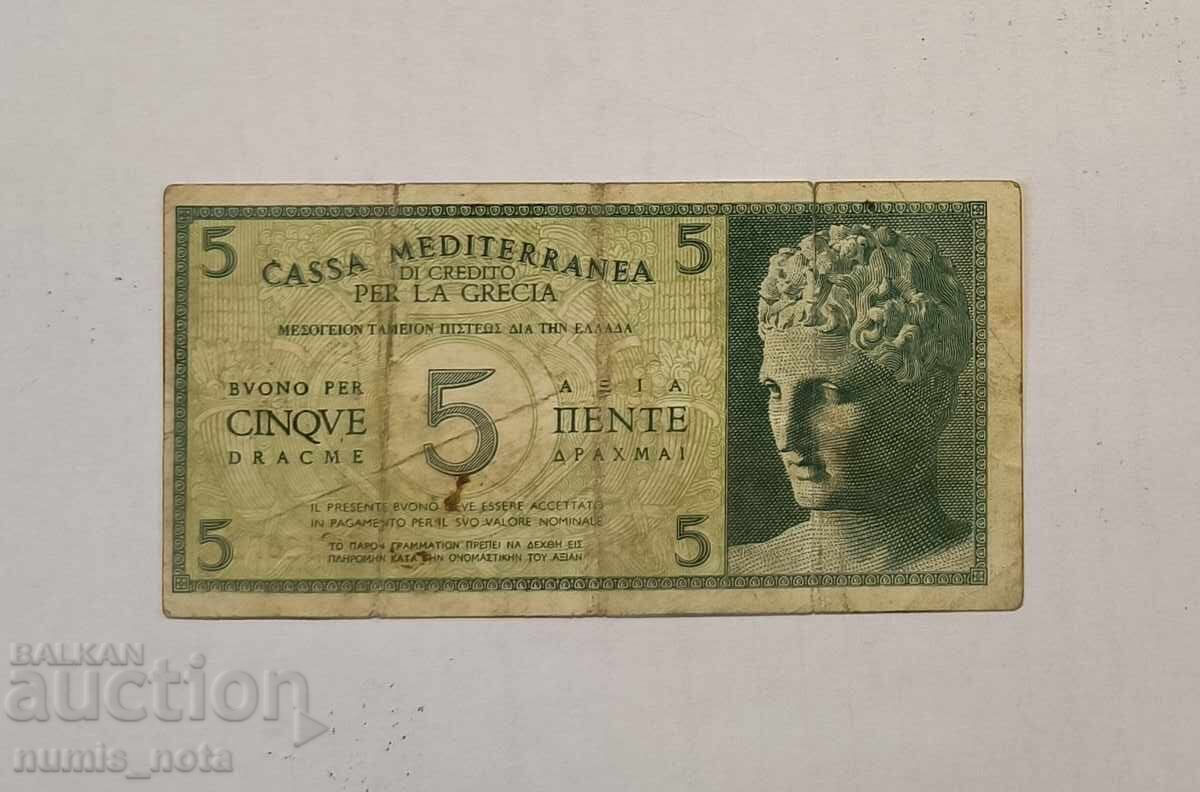 5 5
CASSA MEDITERRANEA
DI CREDITO
PER LA GRECIA
ΜΕΣΟΓΕΙΟΝ ΤΑΜΕΙΟΝ ΠΙΣΤΕΩΣ ΔΙΑ ΤΗΝ ΕΛΛΑΔΑ
BVONO PER 5 ΑΞΙΑ
CINQVE ΠΕΝΤΕ
DRACME ΔΡΑΧΜΑΙ
IL PRESENTE BVONO DEVE ESSERE ACCETTATO
IN PAGAMENTO PER IL SVO VALORE NOMINALE
ΤΟ ΠΑΡΟΝ ΓΡΑΜΜΑΤΙΟΝ ΠΡΕΠΕΙ ΝΑ ΔΕΧΘΗ ΕΙΣ
ΠΛΗΡΩΜΗΝ ΚΑΤΑ ΤΗΝ ΟΝΟΜΑΣΤΙΚΗΝ ΤΟΥ ΑΞΙΑΝ
5 5
BALKAN
auction
numis_nota